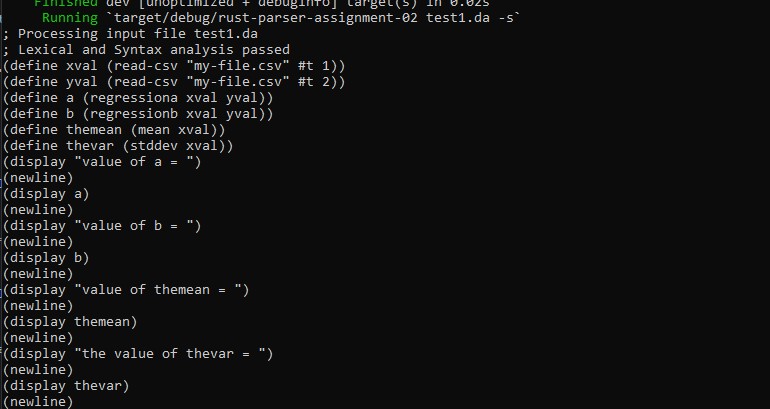 Finished dev [unoptimized + debuginfo] target(s) in 0.02s
Running `target/debug/rust-parser-assignment-02 test1.da -s`
; Processing input file test1.da
; Lexical and Syntax analysis passed
(define xval (read-csv "my-file.csv" #t 1))
(define yval (read-csv "my-file.csv" #t 2))
(define a (regressiona xval yval))
(define b (regressionb xval yval))
(define themean (mean xval))
(define thevar (stddev xval))
(display "value of a = ")
(newline)
(display a)
(newline)
(display "value of b = ")
(newline)
(display b)
(newline)
(display "value of themean = ")
(newline)
(display themean)
(newline)
(display "the value of thevar = ")
(newline)
(display thevar)
(newline)